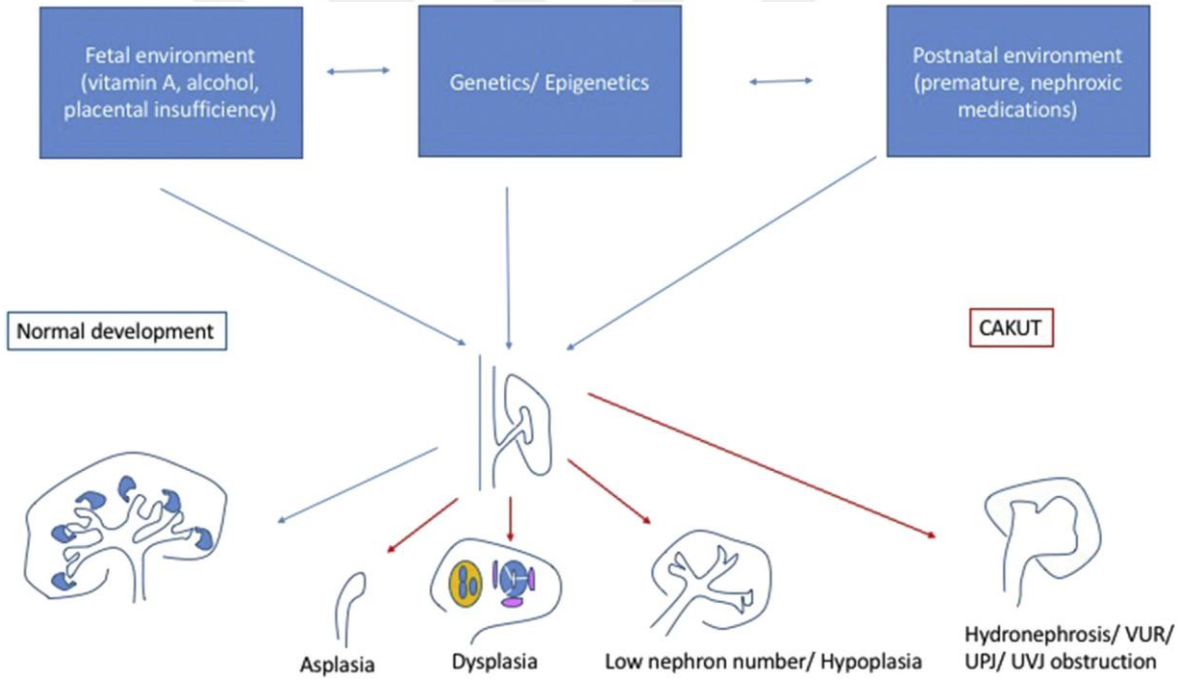 Fetal environment
(vitamin A, alcohol,
placental insufficiency)
Genetics/ Epigenetics
Postnatal environment
(premature, nephroxic
medications)
Normal development
CAKUT
Asplasia
Dysplasia
Low nephron number/ Hypoplasia
Hydronephrosis/ VUR/
UPJ/ UVJ obstruction